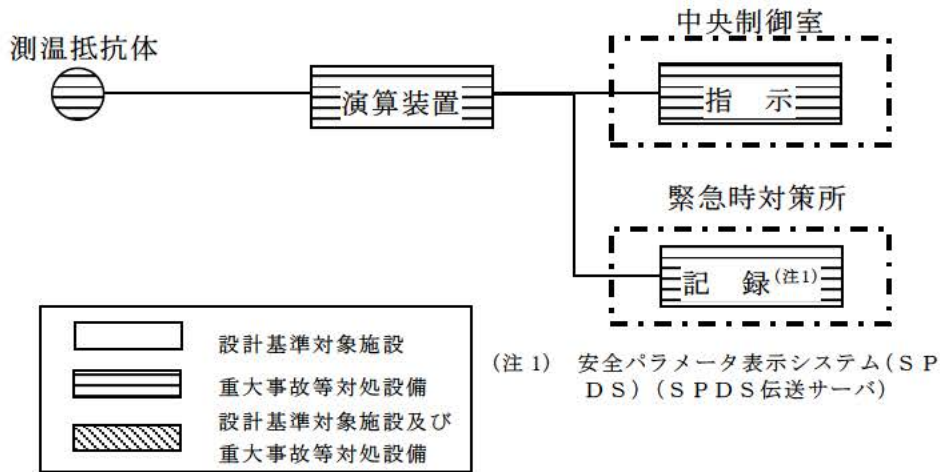 中央制御室
測温抵抗体
演算装置
指　示
緊急時対策所
記　録(注1)
設計基準対象施設
重大事故等対処設備
設計基準対象施設及び
重大事故等対処設備
(注 1)　安全パラメータ表示システム(ＳＰ
ＤＳ)(ＳＰＤＳ伝送サーバ)